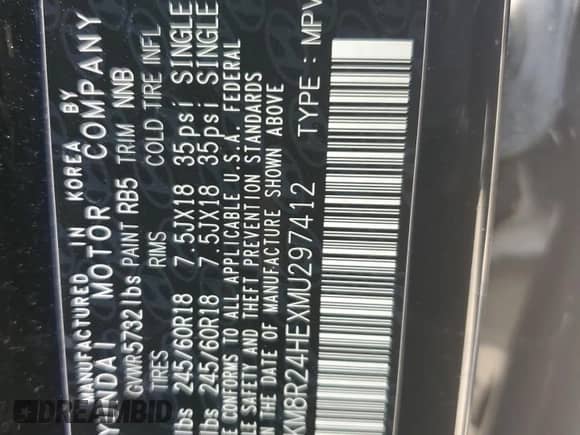 MANUFACTURED IN KOREA BY
YUNDAI MOTOR COMPANY
GVWR5732lbs PAINT RB5 TRIM NNB
TIRES RIMS COLD TIRE INFL
lbs 245/60R18 7.5JX18 35psi SINGLE
lbs 245/60R18 7.5JX18 35psi SINGLE
E CONFORMS TO ALL APPLICABLE U.S.A. FEDERAL
LE SAFETY AND THEFT PREVENTION STANDARDS
DATE OF MANUFACTURE SHOWN ABOVE
KM8R24HEXMU297412 TYPE : MPV
DREAMBID